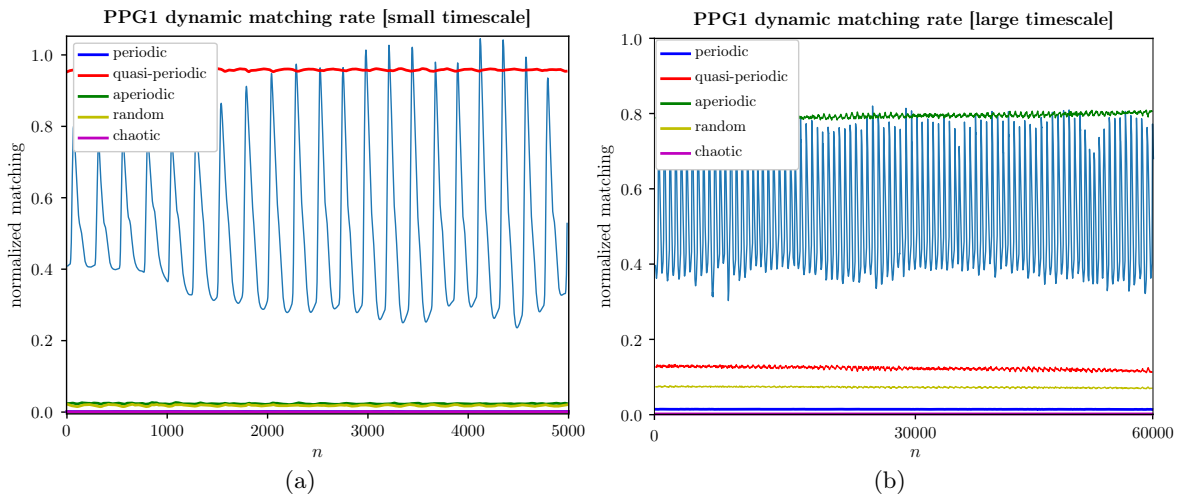 PPG1 dynamic matching rate [small timescale]
normalized matching
1.0
0.8
0.6
0.4
0.2
0.0
periodic
quasi-periodic
aperiodic
random
chaotic
0 1000 2000 3000 4000 5000
n
(a)
PPG1 dynamic matching rate [large timescale]
normalized matching
1.0
0.8
0.6
0.4
0.2
0.0
periodic
quasi-periodic
aperiodic
random
chaotic
0 30000 60000
n
(b)